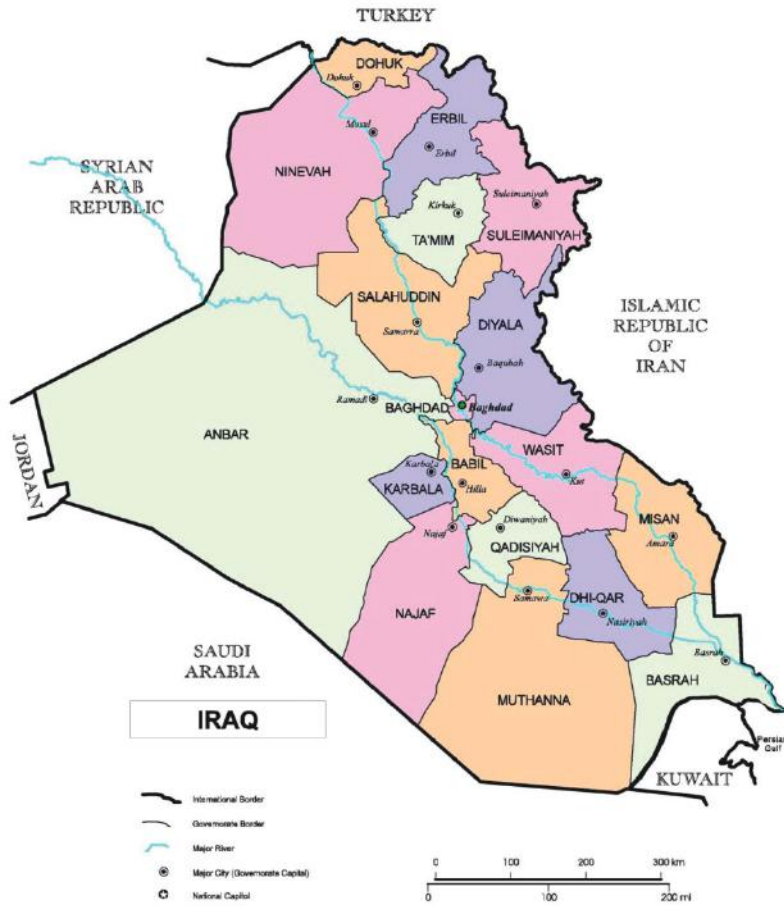 TURKEY
DOHUK
Dohuk
ERBIL
Mosul
Erbil
NINEVAH
SYRIAN
ARAB
REPUBLIC
Suleimaniyah
Kirkuk
TA'MIM
SULEIMANIYAH
SALAHUDDIN
Samarra
DIYALA
ISLAMIC
REPUBLIC
OF
IRAN
Baqubah
Ramadi
BAGHDAD
Baghdad
ANBAR
JORDAN
WASIT
Karbala
BABIL
KARBALA
Hilla
Kut
MISAN
Najaf
Diwaniyah
QADISIYAH
Amara
NAJAF
Samawa
DHI-QAR
Nasiriyah
SAUDI
ARABIA
MUTHANNA
BASRAH
Basrah
IRAQ
Persian
Gulf
KUWAIT
International Border
Governorate Border
Major River
Major City (Governorate Capital)
National Capitol
0 100 200 300 km
0 100 200 mi